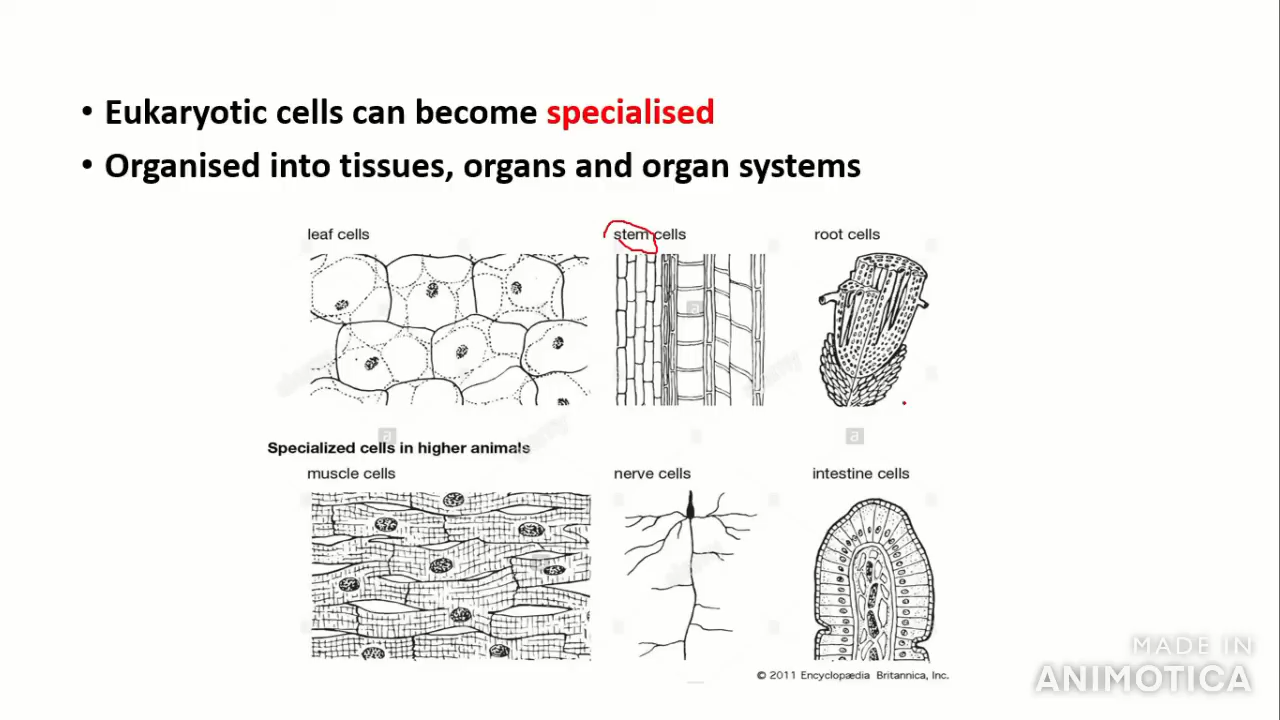 • Eukaryotic cells can become specialised
• Organised into tissues, organs and organ systems
leaf cells
stem cells
root cells
a
a
a
Specialized cells in higher animals
muscle cells
nerve cells
intestine cells
© 2011 Encyclopædia Britannica, Inc.
MADE IN
ANIMOTICA